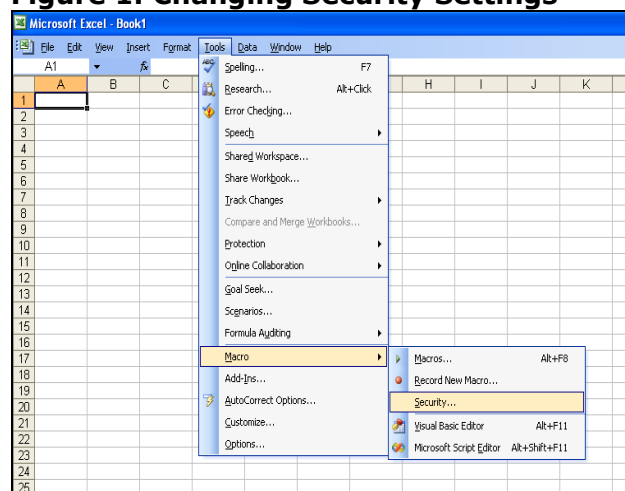 Figure 1. Changing Security Settings
Microsoft Excel - Book1
File Edit View Insert Format Tools Data Window Help
A1 fx
A B C H I J K
Spelling... F7
Research... Alt+Click
Error Checking...
Speech
Shared Workspace...
Share Workbook...
Track Changes
Compare and Merge Workbooks...
Protection
Online Collaboration
Goal Seek...
Scenarios...
Formula Auditing
Macro
Add-Ins...
AutoCorrect Options...
Customize...
Options...
Macros... Alt+F8
Record New Macro...
Security...
Visual Basic Editor Alt+F11
Microsoft Script Editor Alt+Shift+F11
1
2
3
4
5
6
7
8
9
10
11
12
13
14
15
16
17
18
19
20
21
22
23
24
25